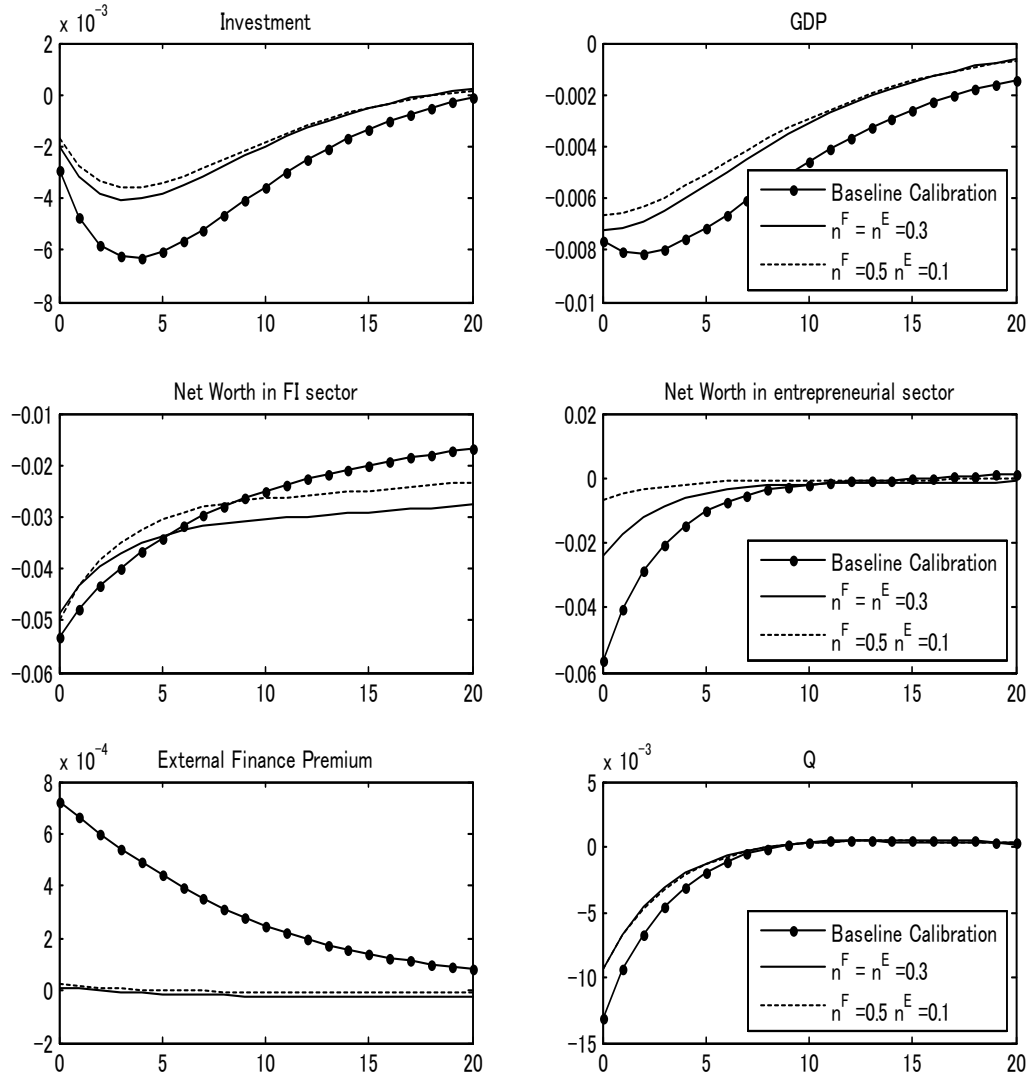 Investment
x 10^-3
2
0
-2
-4
-6
-8
0 5 10 15 20
GDP
0
-0.002
-0.004
-0.006
-0.008
-0.01
0 5 10 15 20
Baseline Calibration
n^F = n^E =0.3
n^F =0.5 n^E =0.1
Net Worth in FI sector
-0.01
-0.02
-0.03
-0.04
-0.05
-0.06
0 5 10 15 20
Net Worth in entrepreneurial sector
0.02
0
-0.02
-0.04
-0.06
0 5 10 15 20
Baseline Calibration
n^F = n^E =0.3
n^F =0.5 n^E =0.1
External Finance Premium
x 10^-4
8
6
4
2
0
-2
0 5 10 15 20
Q
x 10^-3
5
0
-5
-10
-15
0 5 10 15 20
Baseline Calibration
n^F = n^E =0.3
n^F =0.5 n^E =0.1